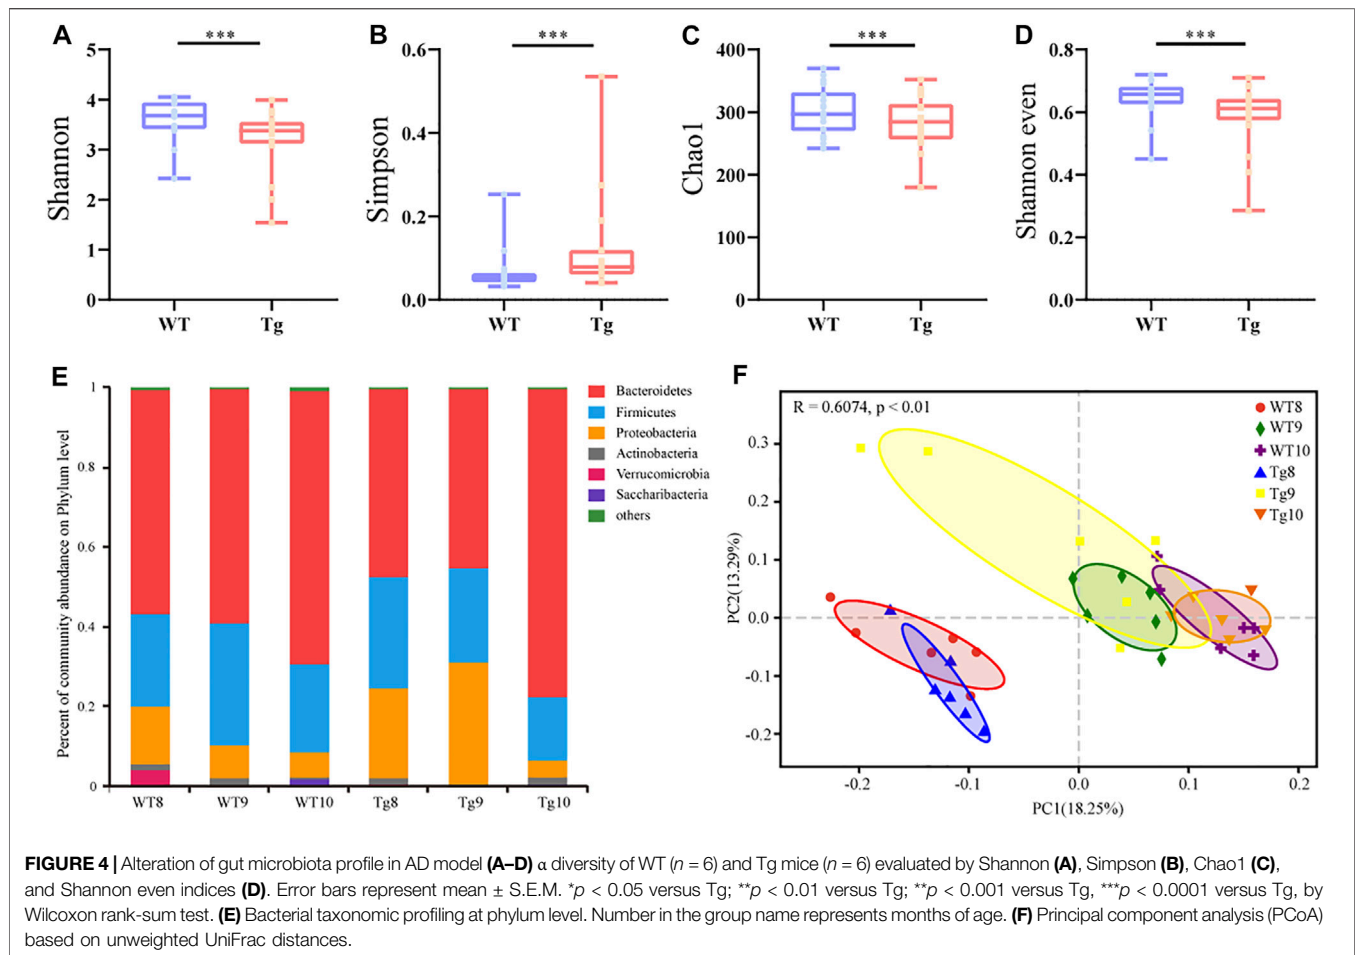 A
***
Shannon
5
4
3
2
1
0
WT
Tg
B
***
Simpson
0.6
0.4
0.2
0.0
WT
Tg
C
***
Chao1
400
300
200
100
0
WT
Tg
D
***
Shannon even
0.8
0.6
0.4
0.2
0.0
WT
Tg
E
Percent of community abundance on Phylum level
1
0.8
0.6
0.4
0.2
0
WT8
WT9
WT10
Tg8
Tg9
Tg10
Bacteroidetes
Firmicutes
Proteobacteria
Actinobacteria
Verrucomicrobia
Saccharibacteria
others
F
R = 0.6074, p < 0.01
WT8
WT9
WT10
Tg8
Tg9
Tg10
PC2(13.29%)
0.3
0.2
0.1
0.0
-0.1
-0.2
-0.2
-0.1
0.0
0.1
0.2
PC1(18.25%)
FIGURE 4 | Alteration of gut microbiota profile in AD model (A–D) α diversity of WT (n = 6) and Tg mice (n = 6) evaluated by Shannon (A), Simpson (B), Chao1 (C),
and Shannon even indices (D). Error bars represent mean ± S.E.M. *p < 0.05 versus Tg; **p < 0.01 versus Tg; **p < 0.001 versus Tg, ***p < 0.0001 versus Tg, by
Wilcoxon rank-sum test. (E) Bacterial taxonomic profiling at phylum level. Number in the group name represents months of age. (F) Principal component analysis (PCoA)
based on unweighted UniFrac distances.